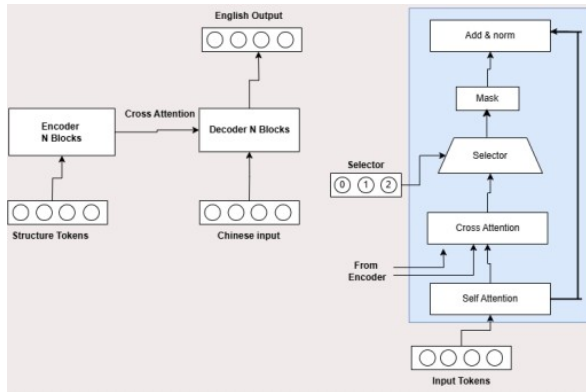 English Output
Cross Attention
Encoder
N Blocks
Decoder N Blocks
Structure Tokens
Chinese input
Add & norm
Mask
Selector
Selector
0 1 2
Cross Attention
From
Encoder
Self Attention
Input Tokens